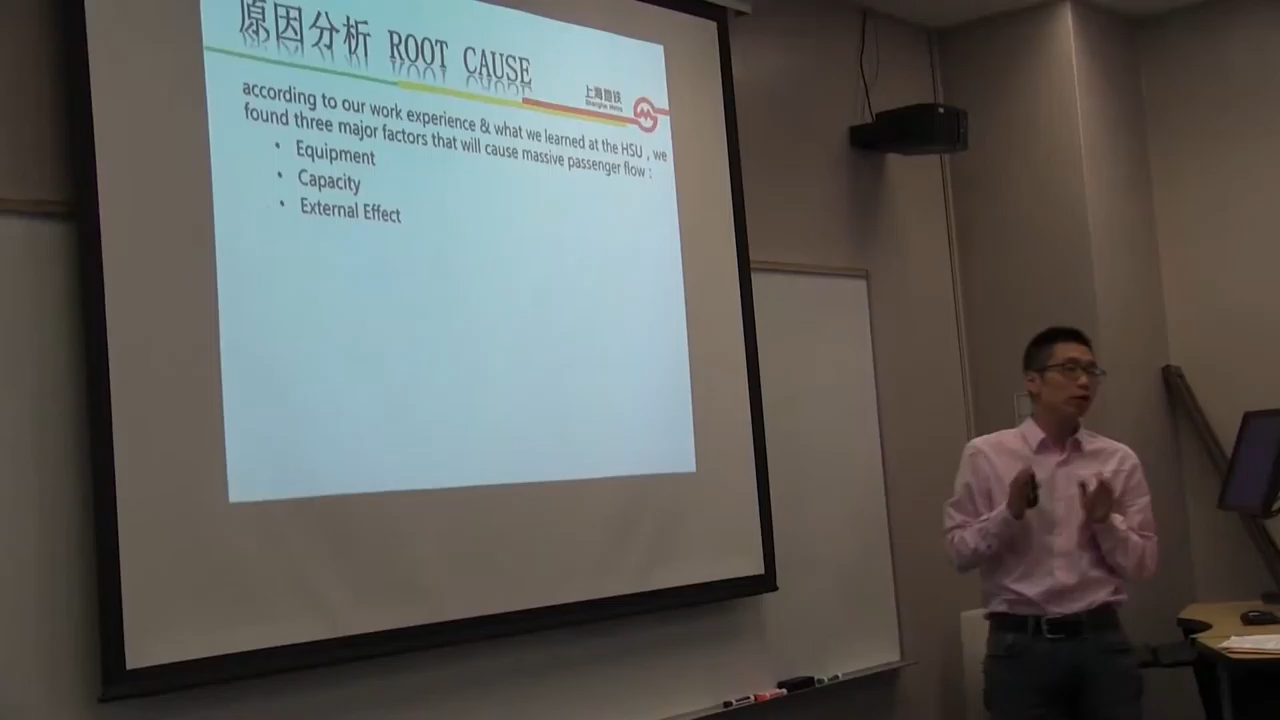 原因分析 ROOT CAUSE
上海地铁
Shanghai Metro
according to our work experience & what we learned at the HSU , we
found three major factors that will cause massive passenger flow :
• Equipment
• Capacity
• External Effect